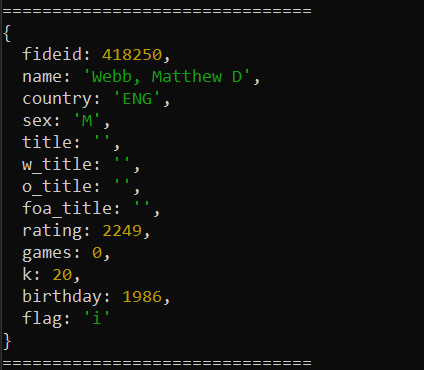 ===============================
{
  fideid: 418250,
  name: 'Webb, Matthew D',
  country: 'ENG',
  sex: 'M',
  title: '',
  w_title: '',
  o_title: '',
  foa_title: '',
  rating: 2249,
  games: 0,
  k: 20,
  birthday: 1986,
  flag: 'i'
}
===============================